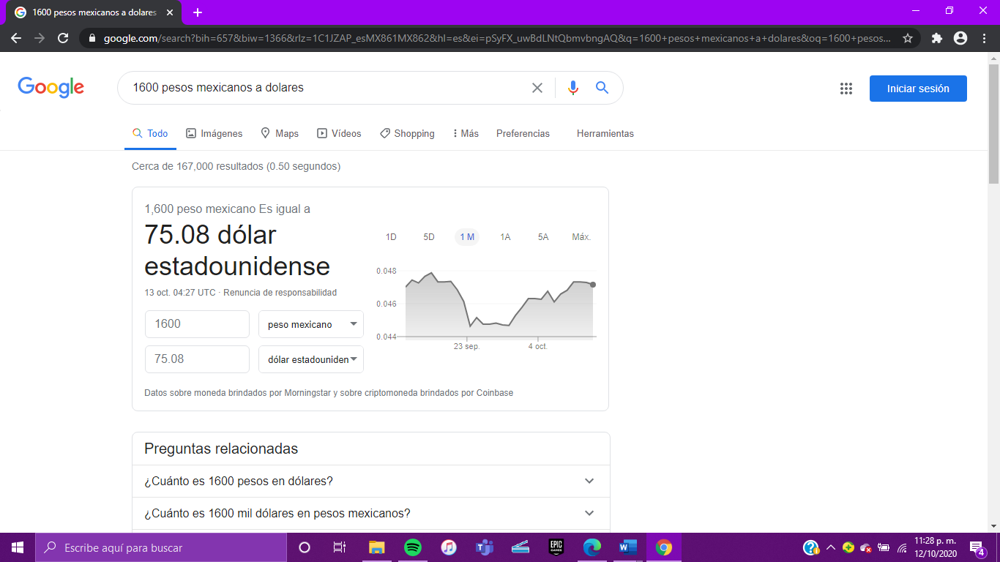 1600 pesos mexicanos a dolares
google.com/search?bih=657&biw=1366&rlz=1C1JZAP_esMX861MX862&hl=es&ei=pSyFX_uwBdLNtQbmvbngAQ&q=1600+pesos+mexicanos+a+dolares&oq=1600+pesos...
Google
1600 pesos mexicanos a dolares
Iniciar sesión
Todo Imágenes Maps Vídeos Shopping Más Preferencias Herramientas
Cerca de 167,000 resultados (0.50 segundos)
1,600 peso mexicano Es igual a
75.08 dólar
estadounidense
13 oct. 04:27 UTC · Renuncia de responsabilidad
1600 peso mexicano
75.08 dólar estadouniden
1D 5D 1 M 1A 5A Máx.
0.048
0.046
0.044
23 sep. 4 oct.
Datos sobre moneda brindados por Morningstar y sobre criptomoneda brindados por Coinbase
Preguntas relacionadas
¿Cuánto es 1600 pesos en dólares?
¿Cuánto es 1600 mil dólares en pesos mexicanos?
Escribe aquí para buscar
EPIC
GAMES
11:28 p. m.
12/10/2020
4